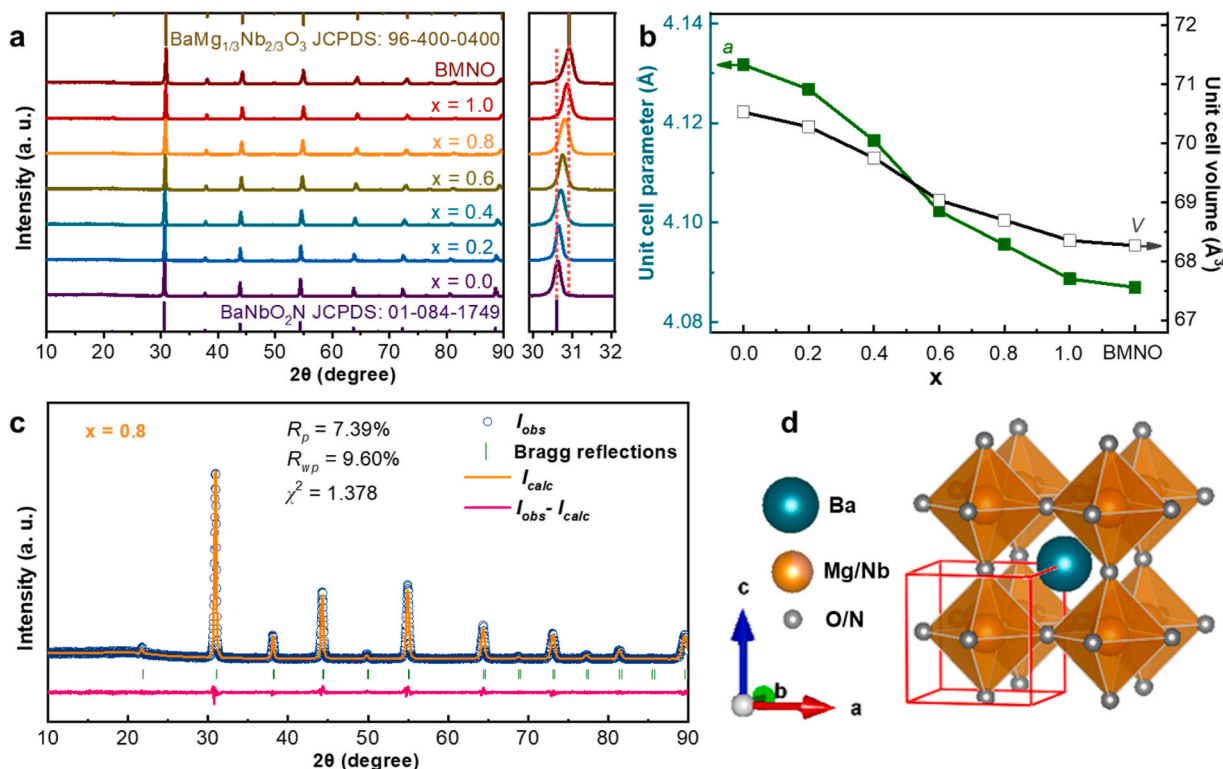 a
Intensity (a. u.)
BaMg1/3Nb2/3O3 JCPDS: 96-400-0400
BMNO
x = 1.0
x = 0.8
x = 0.6
x = 0.4
x = 0.2
x = 0.0
BaNbO2N JCPDS: 01-084-1749
10 20 30 40 50 60 70 80 90
30 31 32
2θ (degree)
b
Unit cell parameter (Å)
4.14
4.12
4.10
4.08
a
V
72
71
70
69
68
67
Unit cell volume (Å3)
0.0 0.2 0.4 0.6 0.8 1.0 BMNO
x
c
x = 0.8
Rp = 7.39%
Rwp = 9.60%
χ2 = 1.378
Iobs
Bragg reflections
Icalc
Iobs- Icalc
Intensity (a. u.)
10 20 30 40 50 60 70 80 90
2θ (degree)
d
Ba
Mg/Nb
O/N
c
b
a